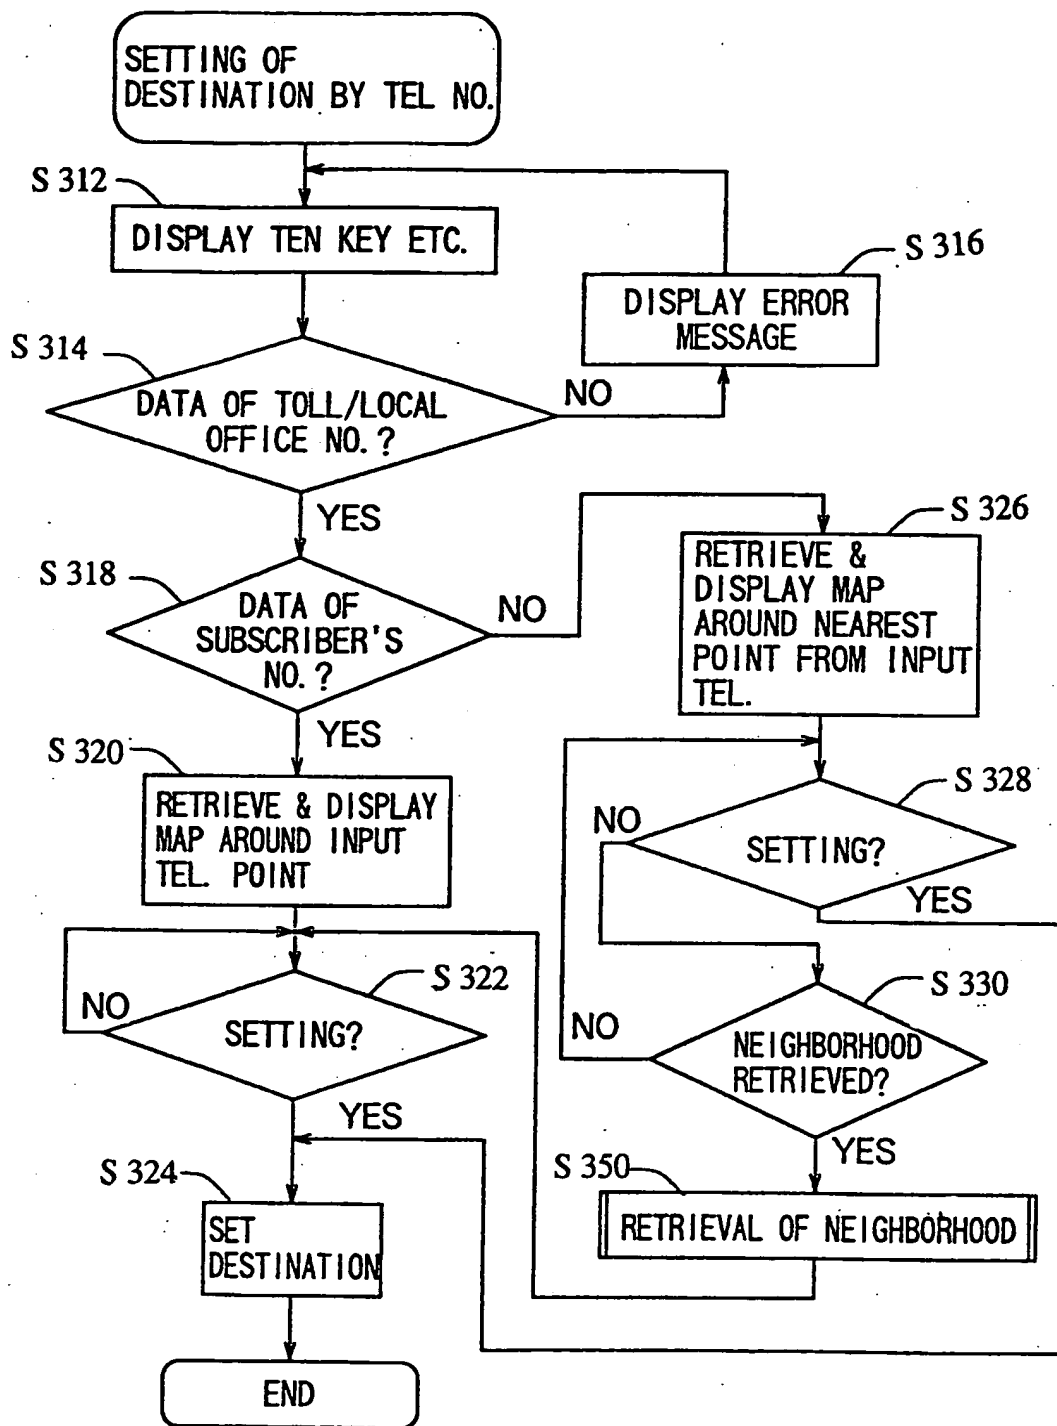 SETTING OF
DESTINATION BY TEL NO.
S 312
DISPLAY TEN KEY ETC.
S 316
DISPLAY ERROR
MESSAGE
S 314
DATA OF TOLL/LOCAL
OFFICE NO.?
NO
YES
S 318
DATA OF
SUBSCRIBER'S
NO.?
NO
YES
S 326
RETRIEVE &
DISPLAY MAP
AROUND NEAREST
POINT FROM INPUT
TEL.
S 320
RETRIEVE & DISPLAY
MAP AROUND INPUT
TEL. POINT
S 328
SETTING?
NO
YES
S 322
SETTING?
NO
YES
S 330
NEIGHBORHOOD
RETRIEVED?
NO
YES
S 350
RETRIEVAL OF NEIGHBORHOOD
S 324
SET
DESTINATION
END